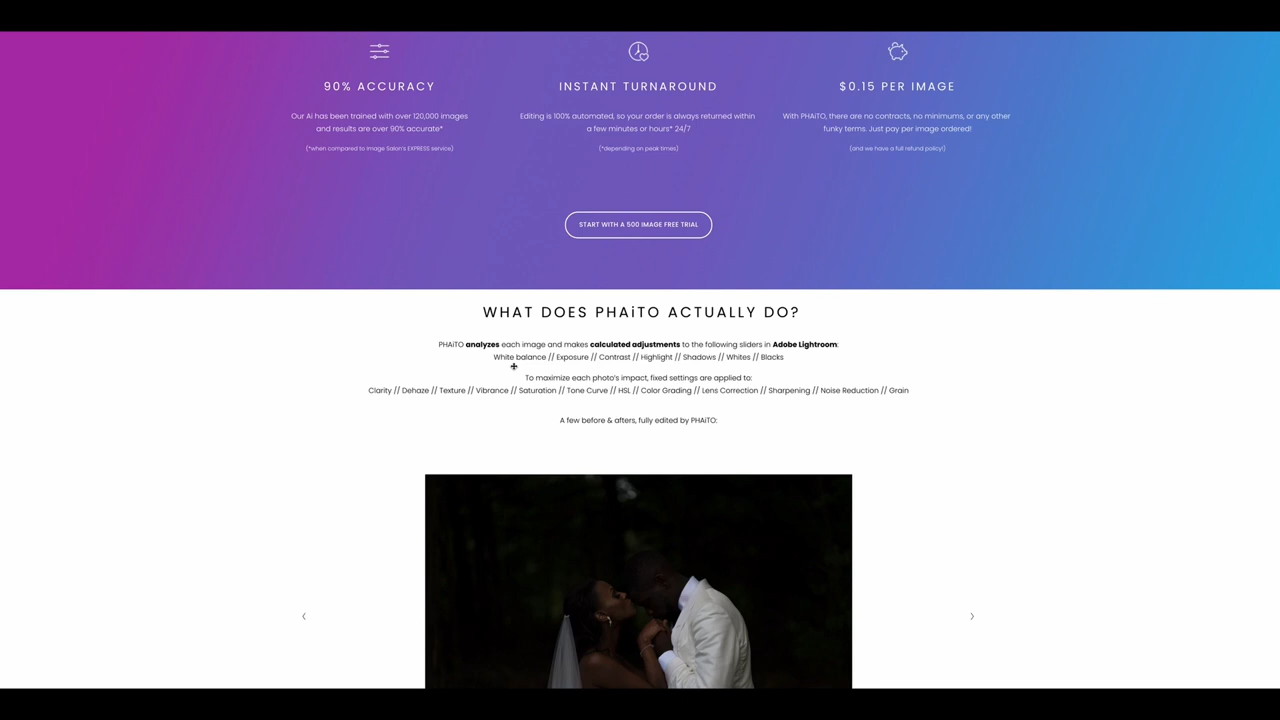 90% ACCURACY
Our Ai has been trained with over 120,000 images
and results are over 90% accurate*
(*when compared to Image Salon's EXPRESS service)
INSTANT TURNAROUND
Editing is 100% automated, so your order is always returned within
a few minutes or hours* 24/7
(*depending on peak times)
$0.15 PER IMAGE
With PHAiTO, there are no contracts, no minimums, or any other
funky terms. Just pay per image ordered!
(and we have a full refund policy!)
START WITH A 500 IMAGE FREE TRIAL
WHAT DOES PHAiTO ACTUALLY DO?
PHAiTO analyzes each image and makes calculated adjustments to the following sliders in Adobe Lightroom:
White balance // Exposure // Contrast // Highlight // Shadows // Whites // Blacks
To maximize each photo's impact, fixed settings are applied to:
Clarity // Dehaze // Texture // Vibrance // Saturation // Tone Curve // HSL // Color Grading // Lens Correction // Sharpening // Noise Reduction // Grain
A few before & afters, fully edited by PHAiTO: